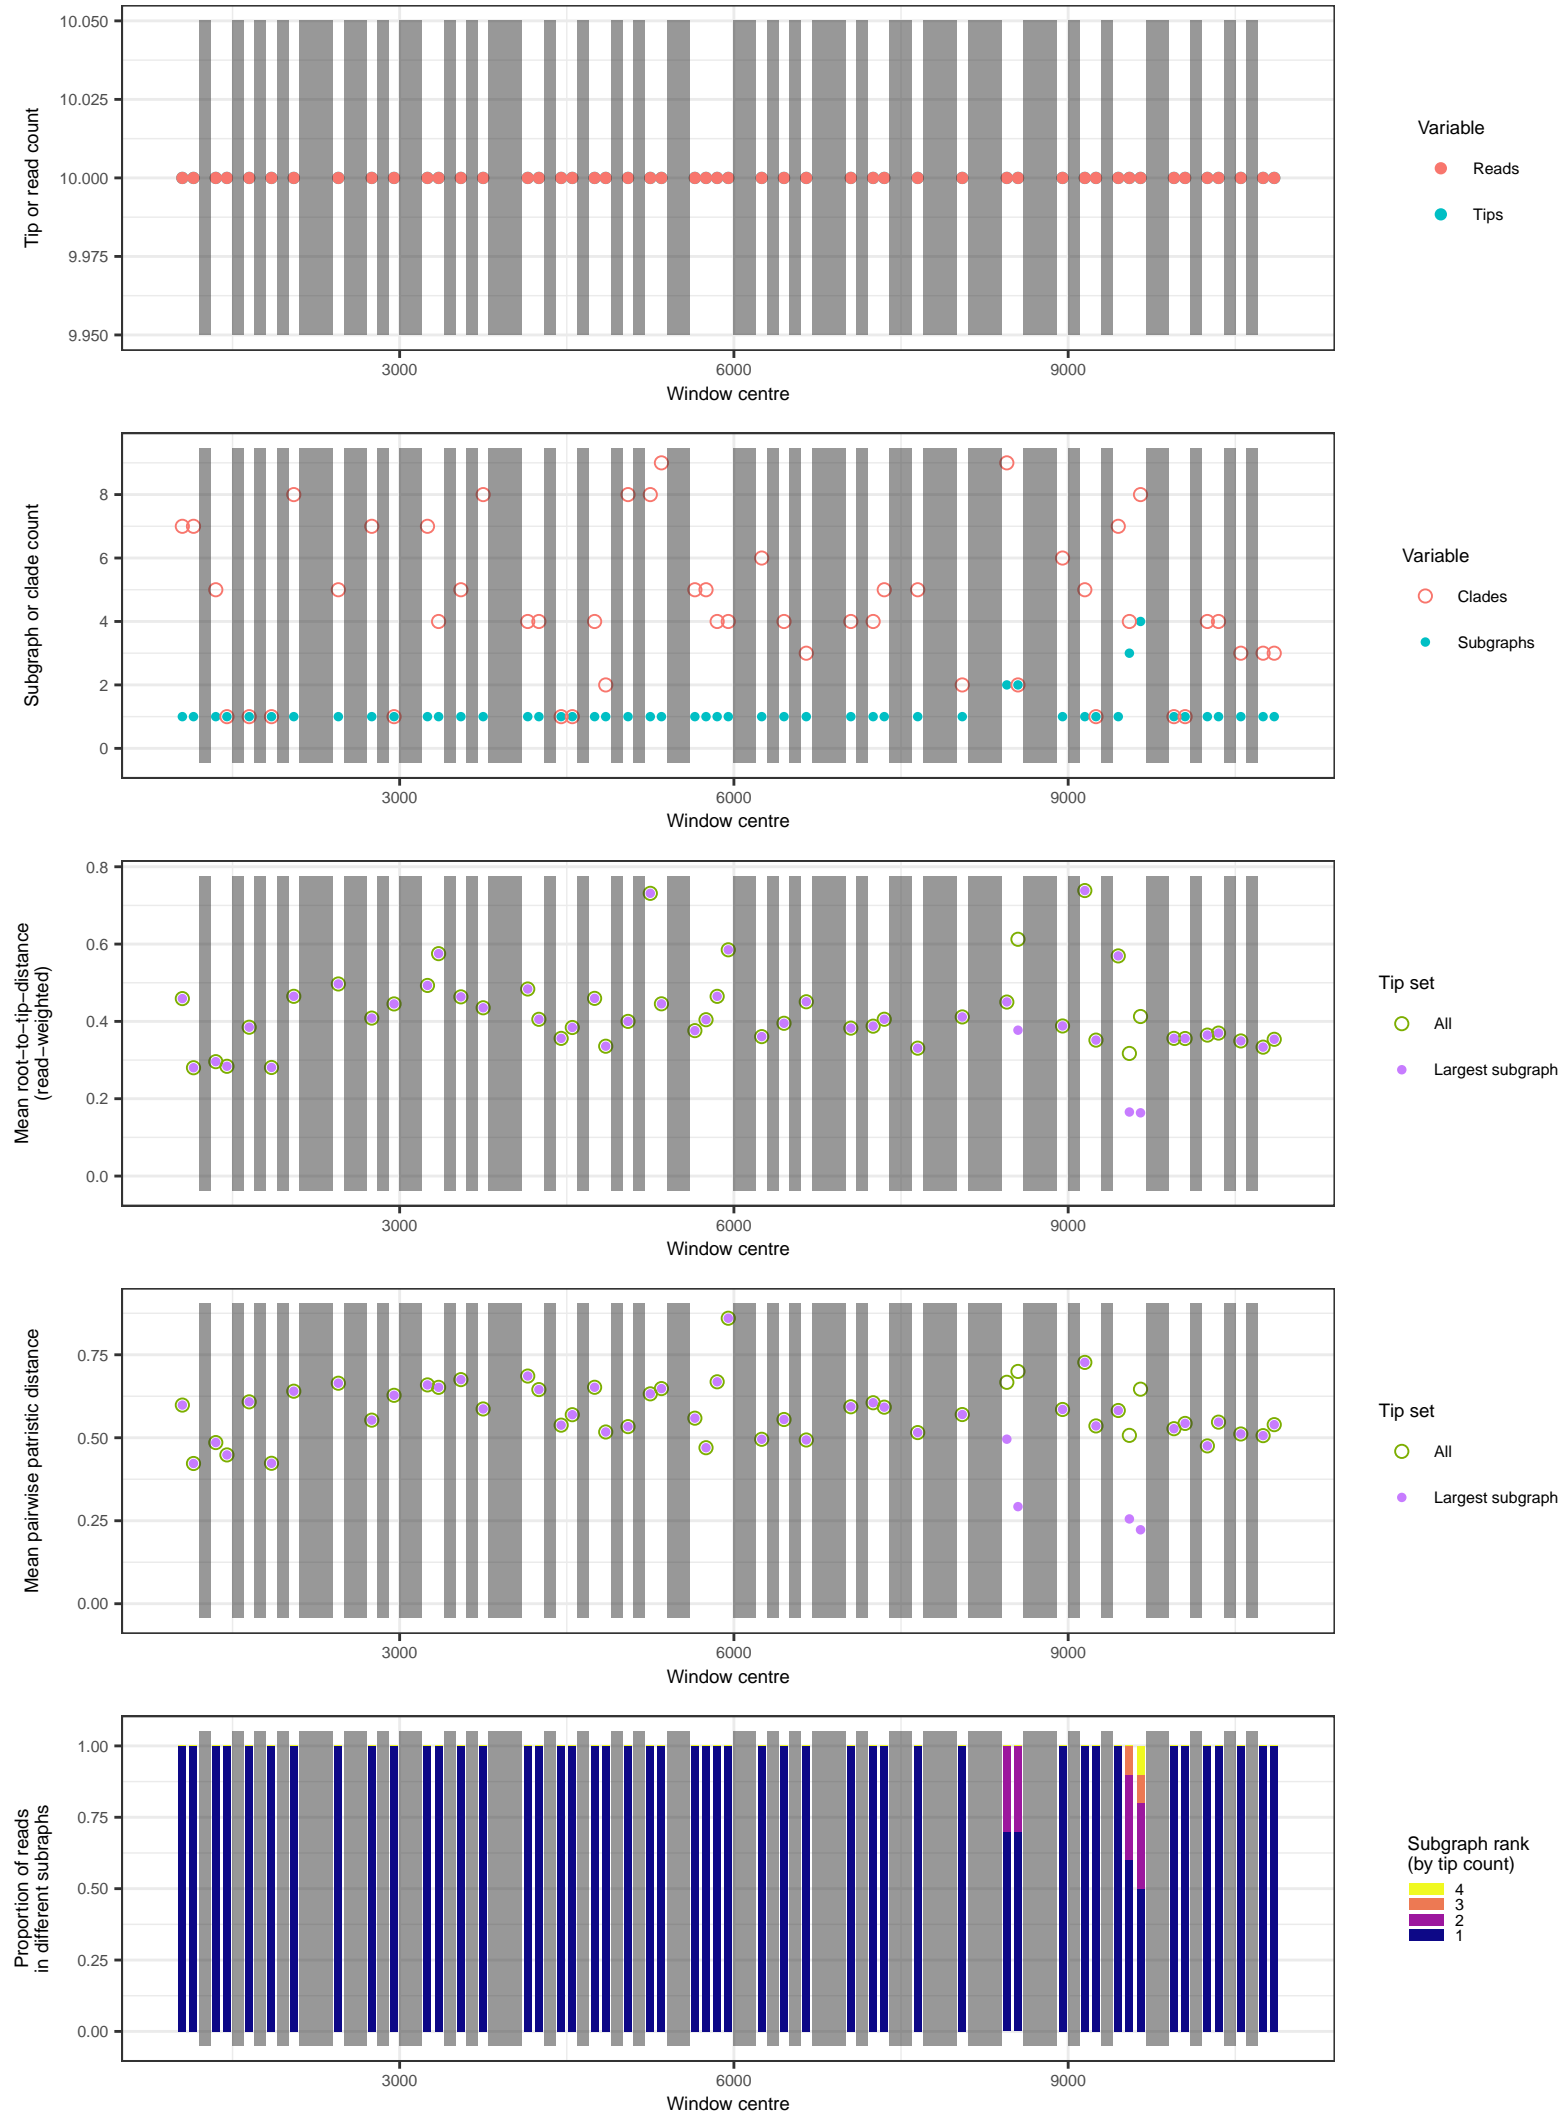 10.050
10.025
10.000
9.975
9.950
Tip or read count
3000 6000 9000
Window centre
Variable
Reads
Tips
8
6
4
2
0
Subgraph or clade count
3000 6000 9000
Window centre
Variable
Clades
Subgraphs
0.8
0.6
0.4
0.2
0.0
Mean root−to−tip−distance
(read−weighted)
3000 6000 9000
Window centre
Tip set
All
Largest subgraph
0.75
0.50
0.25
0.00
Mean pairwise patristic distance
3000 6000 9000
Window centre
Tip set
All
Largest subgraph
1.00
0.75
0.50
0.25
0.00
Proportion of reads
in different subraphs
3000 6000 9000
Window centre
Subgraph rank
(by tip count)
4
3
2
1